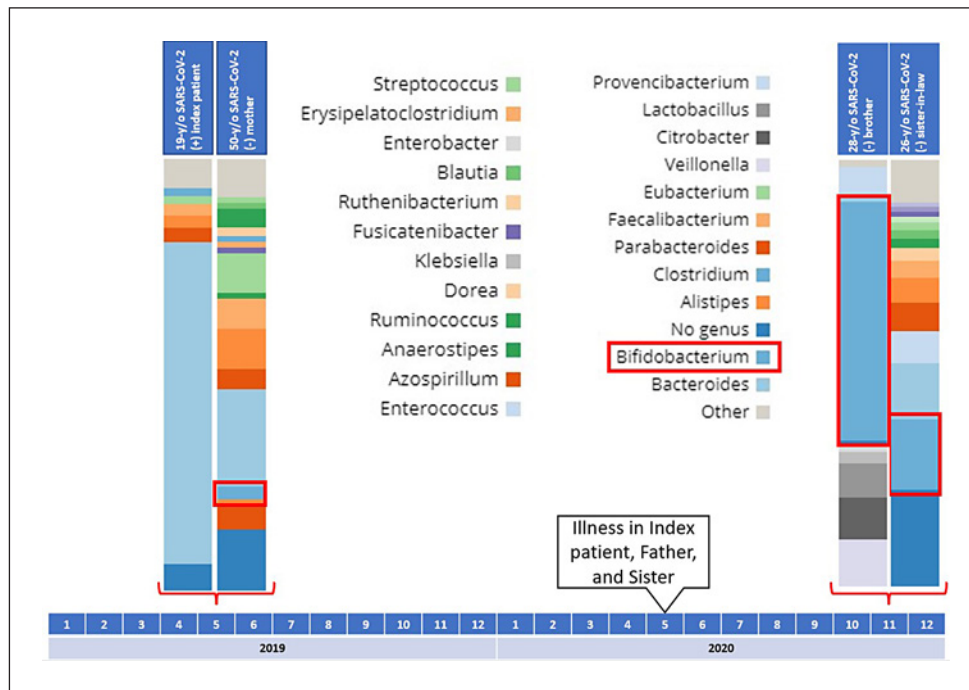 19-y/o SARS-CoV-2
(+) index patient
50-y/o SARS-CoV-2
(-) mother
Streptococcus
Erysipelatoclostridium
Enterobacter
Blautia
Ruthenibacterium
Fusicatenibacter
Klebsiella
Dorea
Ruminococcus
Anaerostipes
Azospirillum
Enterococcus
Provencibacterium
Lactobacillus
Citrobacter
Veillonella
Eubacterium
Faecalibacterium
Parabacteroides
Clostridium
Alistipes
No genus
Bifidobacterium
Bacteroides
Other
28-y/o SARS-CoV-2
(-) brother
26-y/o SARS-CoV-2
(-) sister-in-law
Illness in Index
patient, Father,
and Sister
1 2 3 4 5 6 7 8 9 10 11 12 1 2 3 4 5 6 7 8 9 10 11 12
2019 2020